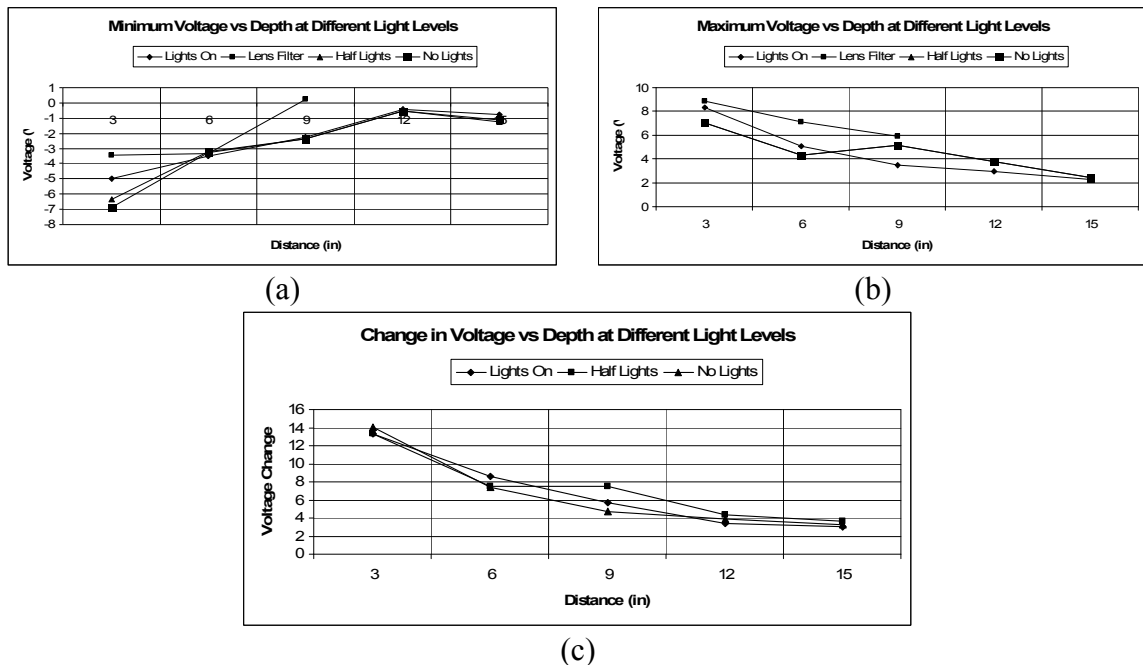 Minimum Voltage vs Depth at Different Light Levels
Lights On Lens Filter Half Lights No Lights
Voltage ('
1
0
-1
-2
-3
-4
-5
-6
-7
-8
3 6 9 12 15
Distance (in)
(a)
Maximum Voltage vs Depth at Different Light Levels
Lights On Lens Filter Half Lights No Lights
Voltage ('
10
8
6
4
2
0
3 6 9 12 15
Distance (in)
(b)
Change in Voltage vs Depth at Different Light Levels
Lights On Half Lights No Lights
Voltage Change
16
14
12
10
8
6
4
2
0
3 6 9 12 15
Distance (in)
(c)